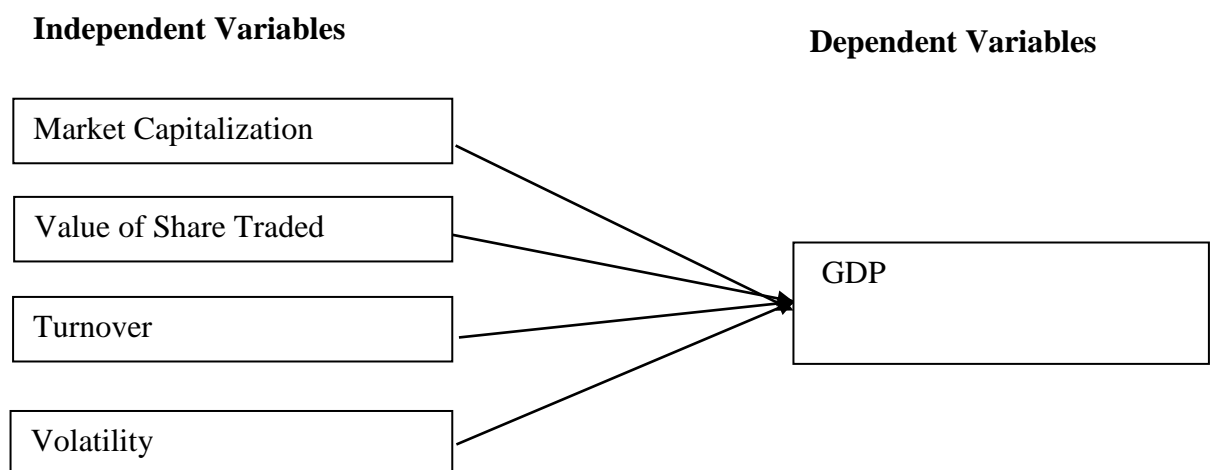 Independent Variables
Dependent Variables
Market Capitalization
Value of Share Traded
GDP
Turnover
Volatility